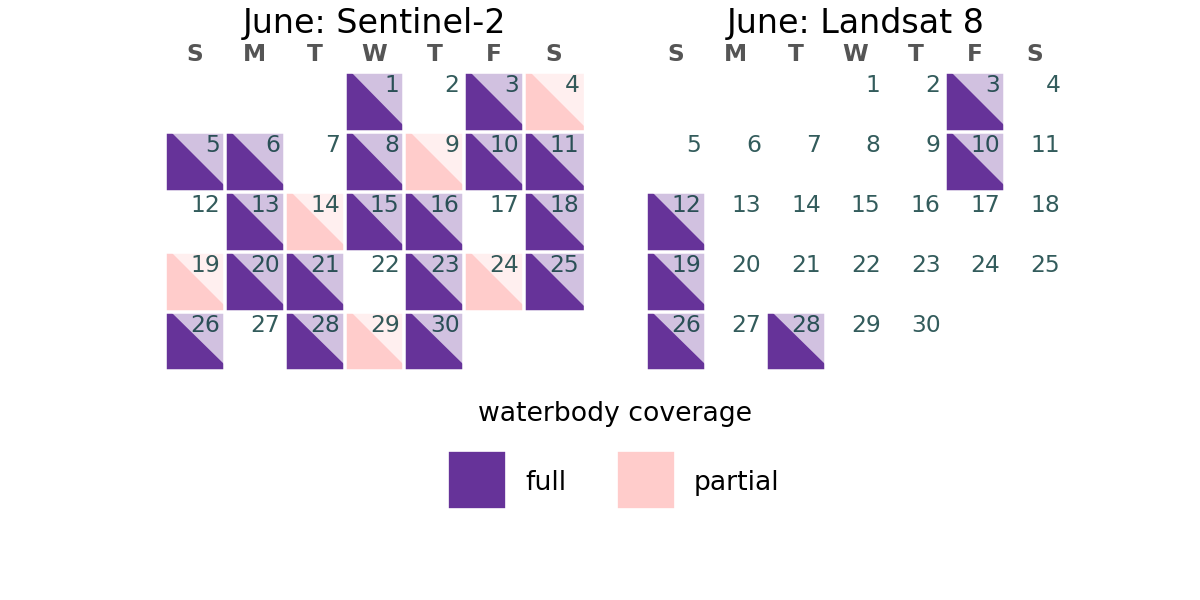 June: Sentinel-2
S M T W T F S
1 2 3 4
5 6 7 8 9 10 11
12 13 14 15 16 17 18
19 20 21 22 23 24 25
26 27 28 29 30
June: Landsat 8
S M T W T F S
1 2 3 4
5 6 7 8 9 10 11
12 13 14 15 16 17 18
19 20 21 22 23 24 25
26 27 28 29 30
waterbody coverage
full
partial